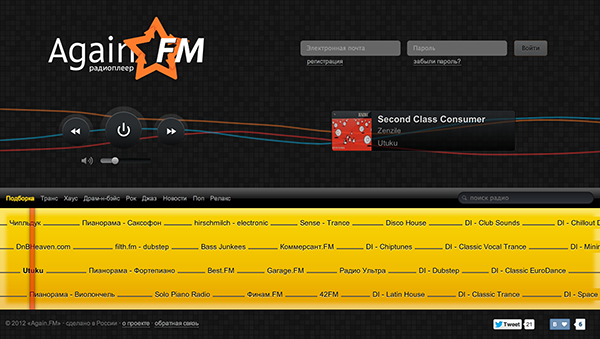 Again FM
радиоплеер
Электронная почта Пароль Войти
регистрация забыли пароль?
Second Class Consumer
Zenzile
Utuku
Подборка Транс Хаус Драм-н-бэйс Рок Джаз Новости Поп Релакс поиск радио
Чипльдук Пианорама - Саксофон hirschmilch - electronic Sense - Trance Disco House DI - Club Sounds DI - Chillout D
DnBHeaven.com filth.fm - dubstep Bass Junkees Коммерсант.FM DI - Chiptunes DI - Classic Vocal Trance DI - Mini
Utuku Пианорама - Фортепиано Best.FM Garage.FM Радио Ультра DI - Dubstep DI - Classic EuroDance
Пианорама - Виолончель Solo Piano Radio Финам.FM 42FM DI - Latin House DI - Classic Trance DI - Space
© 2012 «Again.FM» · сделано в России · о проекте · обратная связь Tweet 21 В 6